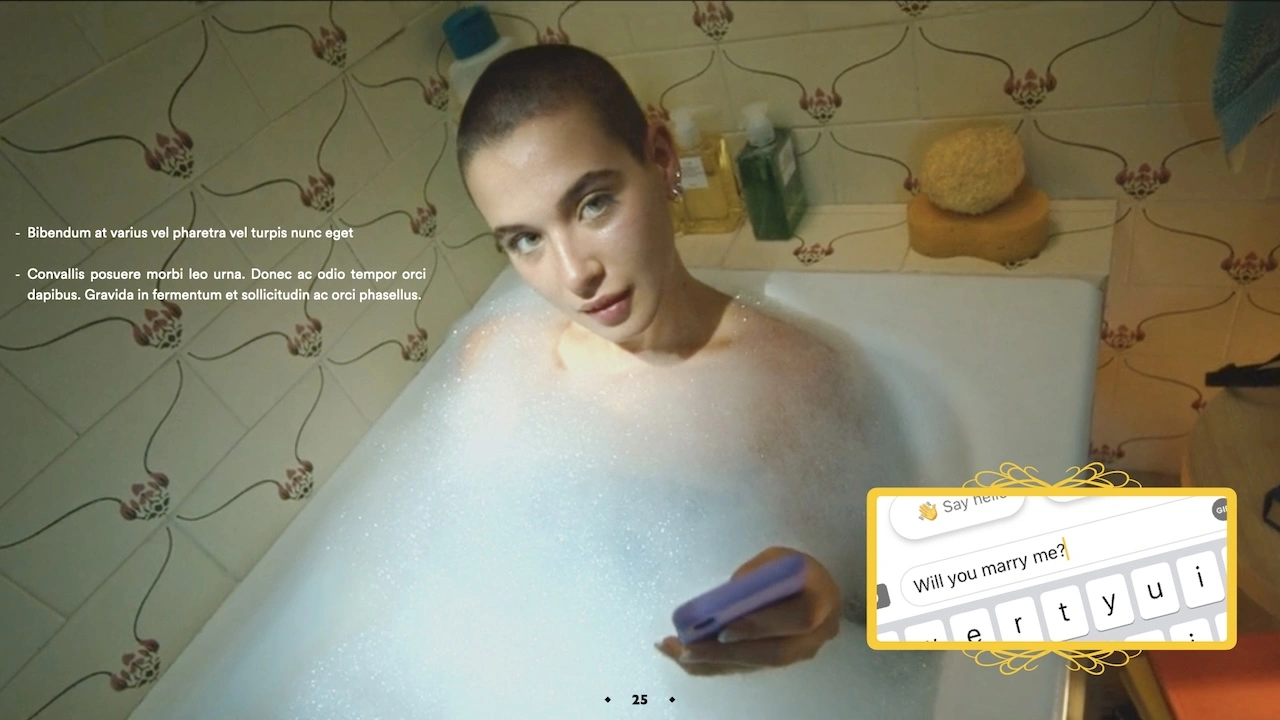 - Bibendum at varius vel pharetra vel turpis nunc eget
- Convallis posuere morbi leo urna. Donec ac odio tempor orci
dapibus. Gravida in fermentum et sollicitudin ac orci phasellus.
👋 Say hello
GIF
Will you marry me?
e r t y u i
25